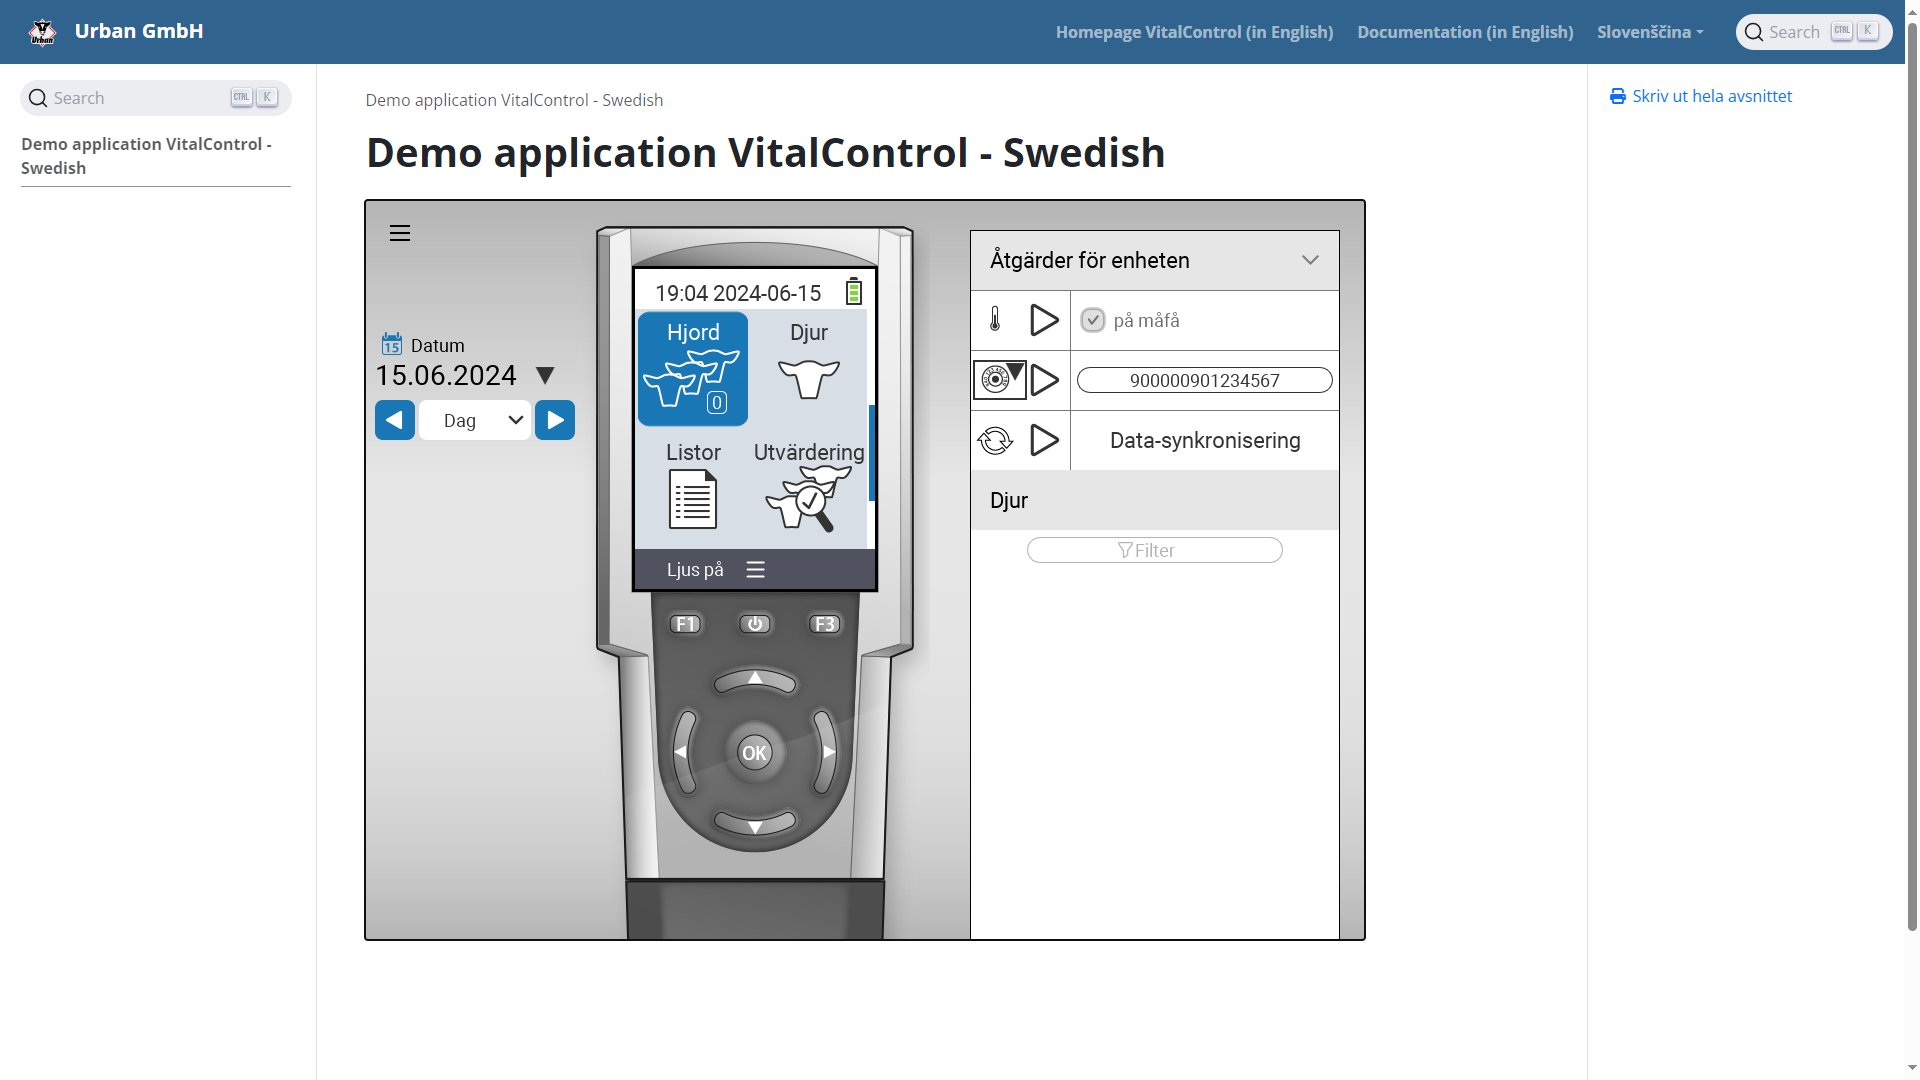 Urban GmbH
Homepage VitalControl (in English)
Documentation (in English)
Slovenščina
Search
CTRL
K
Search
CTRL
K
Demo application VitalControl -
Swedish
Demo application VitalControl - Swedish
Demo application VitalControl - Swedish
Skriv ut hela avsnittet
15
Datum
15.06.2024
Dag
19:04 2024-06-15
Hjord
0
Djur
Listor
Utvärdering
Ljus på
F1
F3
OK
Åtgärder för enheten
på måfå
900000901234567
Data-synkronisering
Djur
Filter